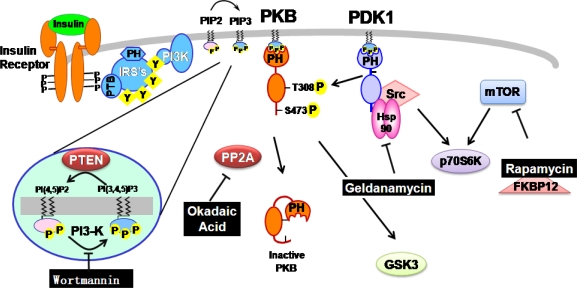 PIP2 PIP3
PKB
PDK1
Insulin
Insulin
Receptor
PH
IRS's
PI3K
PTB
Y
Y
Y
Y
P
P
P
P
P
P
P
P
P
P
P
P
P
P
PH
PH
T308 P
S473 P
Src
Hsp
90
mTOR
PTEN
PI(4,5)P2
PI(3,4,5)P3
P P
P P
PI3-K
Wortmannin
PP2A
Okadaic
Acid
PH
Inactive
PKB
Geldanamycin
p70S6K
Rapamycin
FKBP12
GSK3